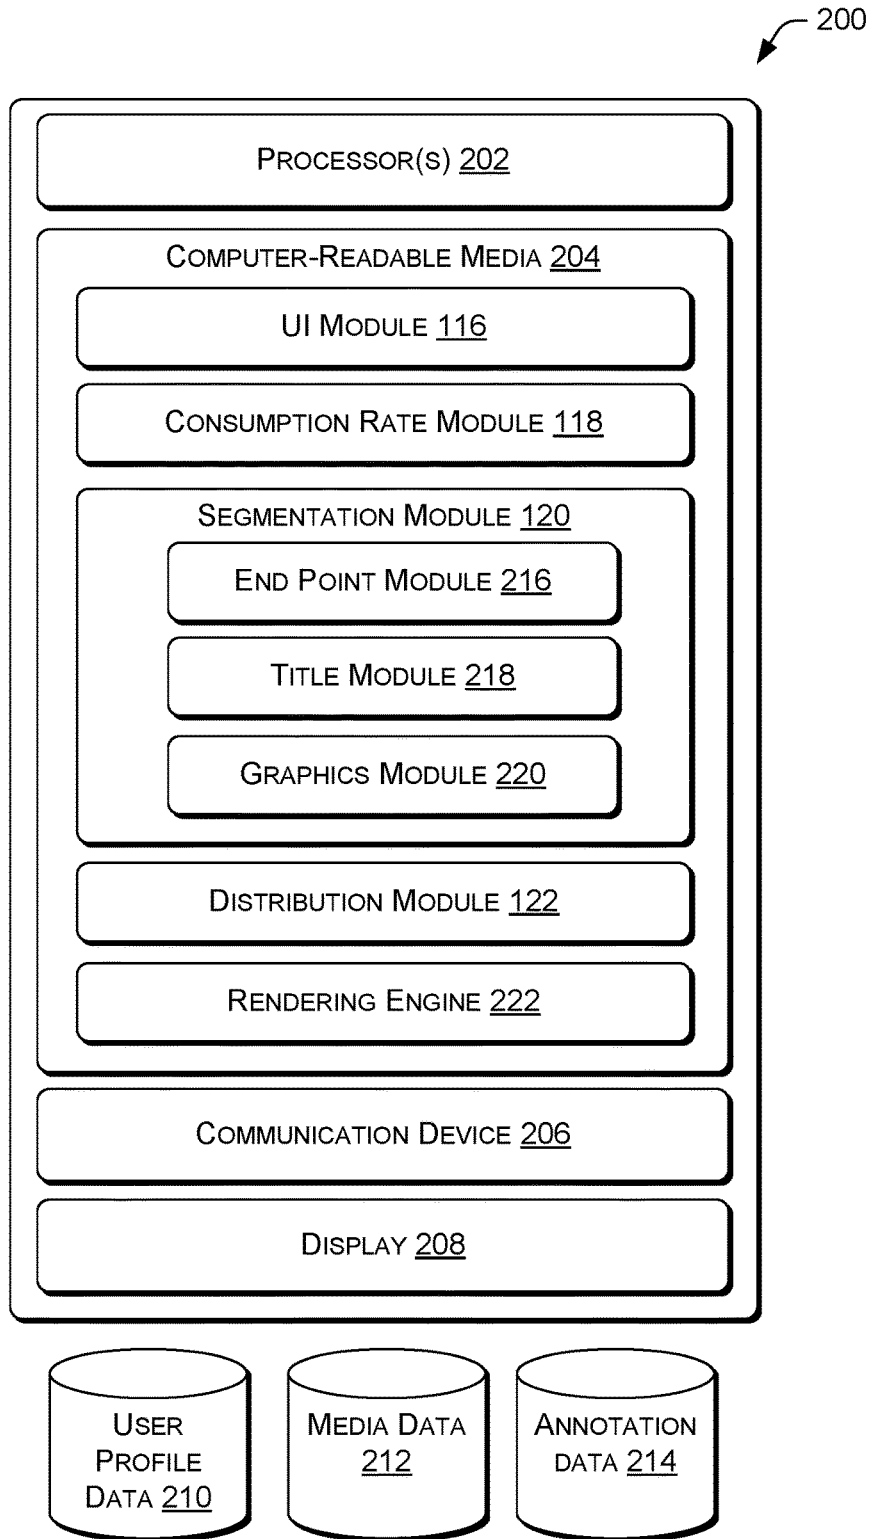 200
PROCESSOR(S) 202
COMPUTER-READABLE MEDIA 204
UI MODULE 116
CONSUMPTION RATE MODULE 118
SEGMENTATION MODULE 120
END POINT MODULE 216
TITLE MODULE 218
GRAPHICS MODULE 220
DISTRIBUTION MODULE 122
RENDERING ENGINE 222
COMMUNICATION DEVICE 206
DISPLAY 208
USER
PROFILE
DATA 210
MEDIA DATA
212
ANNOTATION
DATA 214